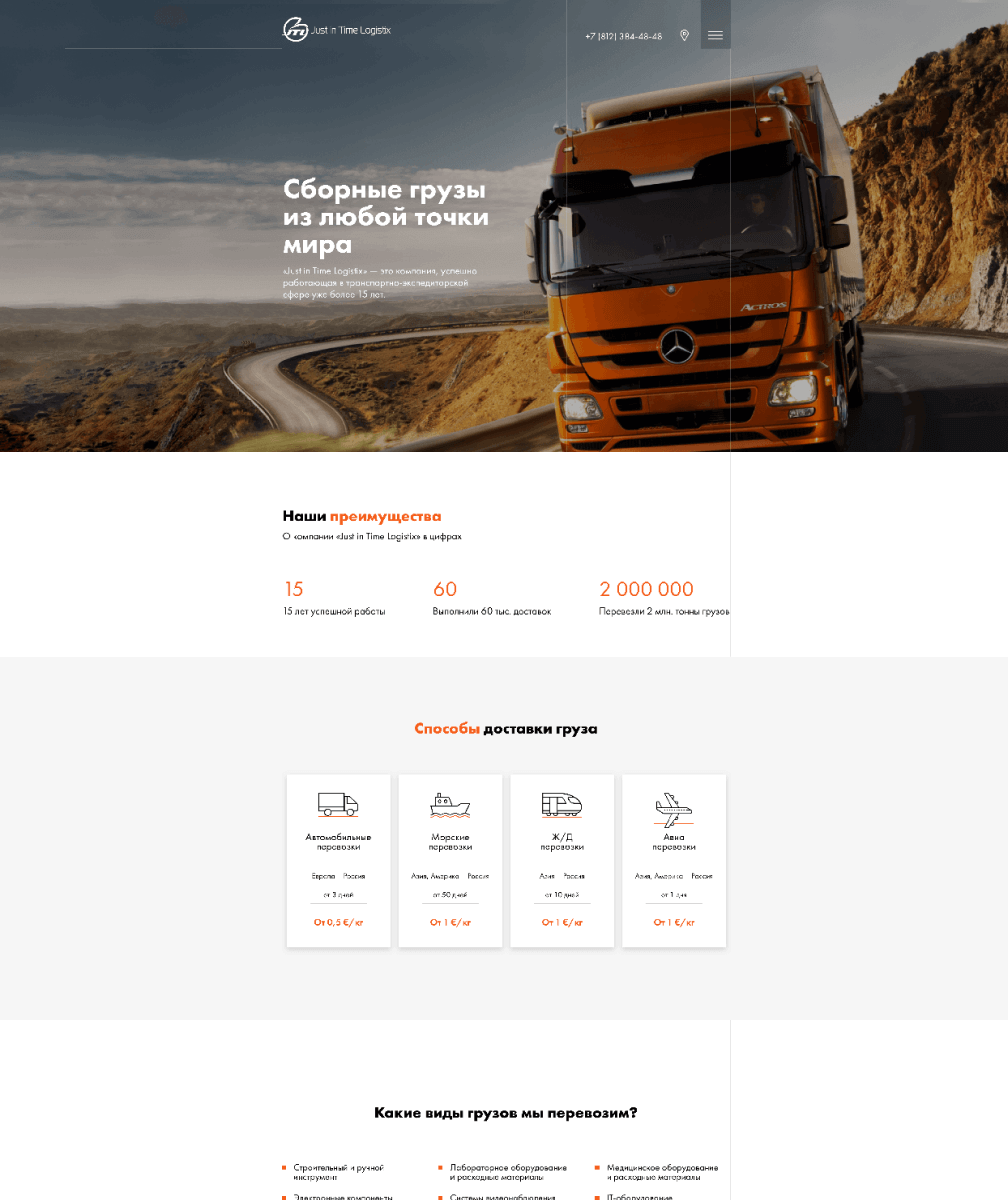 Just in Time Logistix
+7 (812) 384-48-48
Сборные грузы
из любой точки
мира
«Just in Time Logistix» — это компания, успешно
работающая в транспортно-экспедиторской
сфере уже более 15 лет.
ACTROS
Наши преимущества
О компании «Just in Time Logistix» в цифрах
15
15 лет успешной работы
60
Выполнили 60 тыс. доставок
2 000 000
Перевезли 2 млн. тонны грузов
Способы доставки груза
Автомобильные
перевозки
Европа Россия
от 3 дней
От 0,5 €/кг
Морские
перевозки
Азия, Америка Россия
от 50 дней
От 1 €/кг
Ж/Д
перевозки
Азия Россия
от 10 дней
От 1 €/кг
Авиа
перевозки
Азия, Америка Россия
от 1 дня
От 1 €/кг
Какие виды грузов мы перевозим?
Строительный и ручной
инструмент
Лабораторное оборудование
и расходные материалы
Медицинское оборудование
и расходные материалы
Электронные компоненты
Системы видеонаблюдения
IT-оборудование